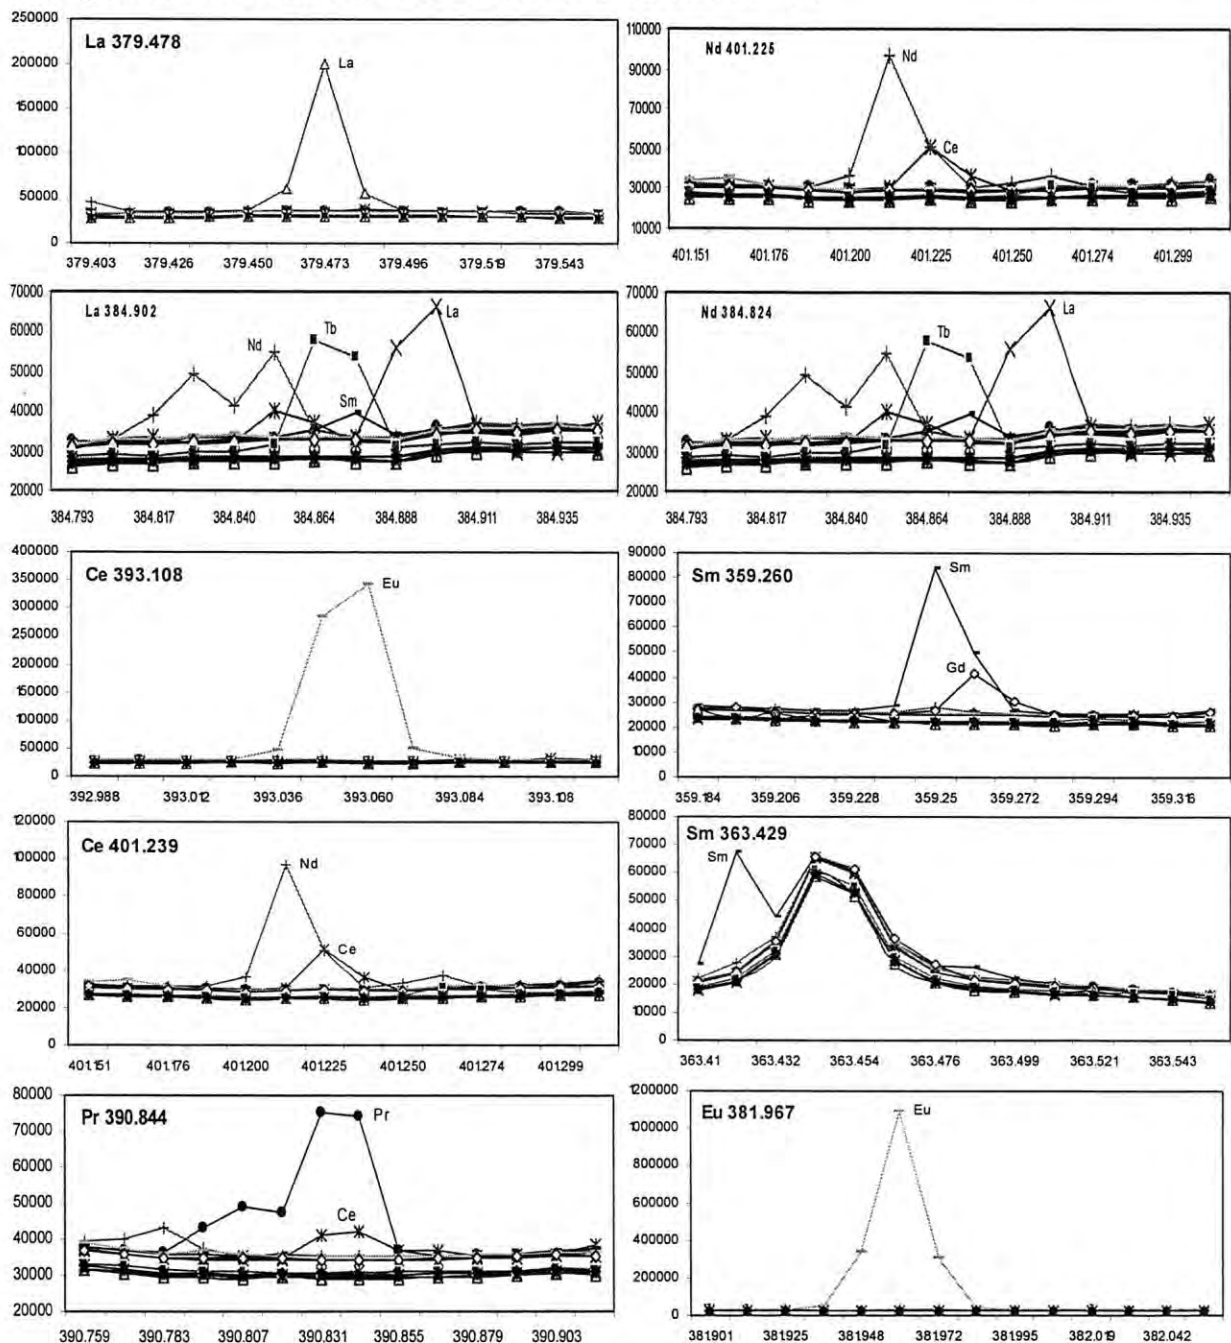 La 379.478
250000
200000
150000
100000
50000
0
La
379.403 379.426 379.450 379.473 379.496 379.519 379.543
Nd 401.225
110000
90000
70000
50000
30000
10000
Nd
Ce
401.151 401.176 401.200 401.225 401.250 401.274 401.299
La 384.902
70000
60000
50000
40000
30000
20000
Nd
Tb
Sm
La
384.793 384.817 384.840 384.864 384.888 384.911 384.935
Nd 384.824
70000
60000
50000
40000
30000
20000
Tb
La
384.793 384.817 384.840 384.864 384.888 384.911 384.935
Ce 393.108
400000
350000
300000
250000
200000
150000
100000
50000
0
Eu
392.988 393.012 393.036 393.060 393.084 393.108
Sm 359.260
90000
80000
70000
60000
50000
40000
30000
20000
10000
0
Sm
Gd
359.184 359.206 359.228 359.25 359.272 359.294 359.316
Ce 401.239
120000
100000
80000
60000
40000
20000
0
Nd
Ce
401.151 401.176 401.200 401.225 401.250 401.274 401.299
Sm 363.429
80000
70000
60000
50000
40000
30000
20000
10000
0
Sm
363.41 363.432 363.454 363.476 363.499 363.521 363.543
Pr 390.844
80000
70000
60000
50000
40000
30000
20000
Pr
Ce
390.759 390.783 390.807 390.831 390.855 390.879 390.903
Eu 381.967
1200000
1000000
800000
600000
400000
200000
0
Eu
381.901 381.925 381.948 381.972 381.995 382.019 382.042